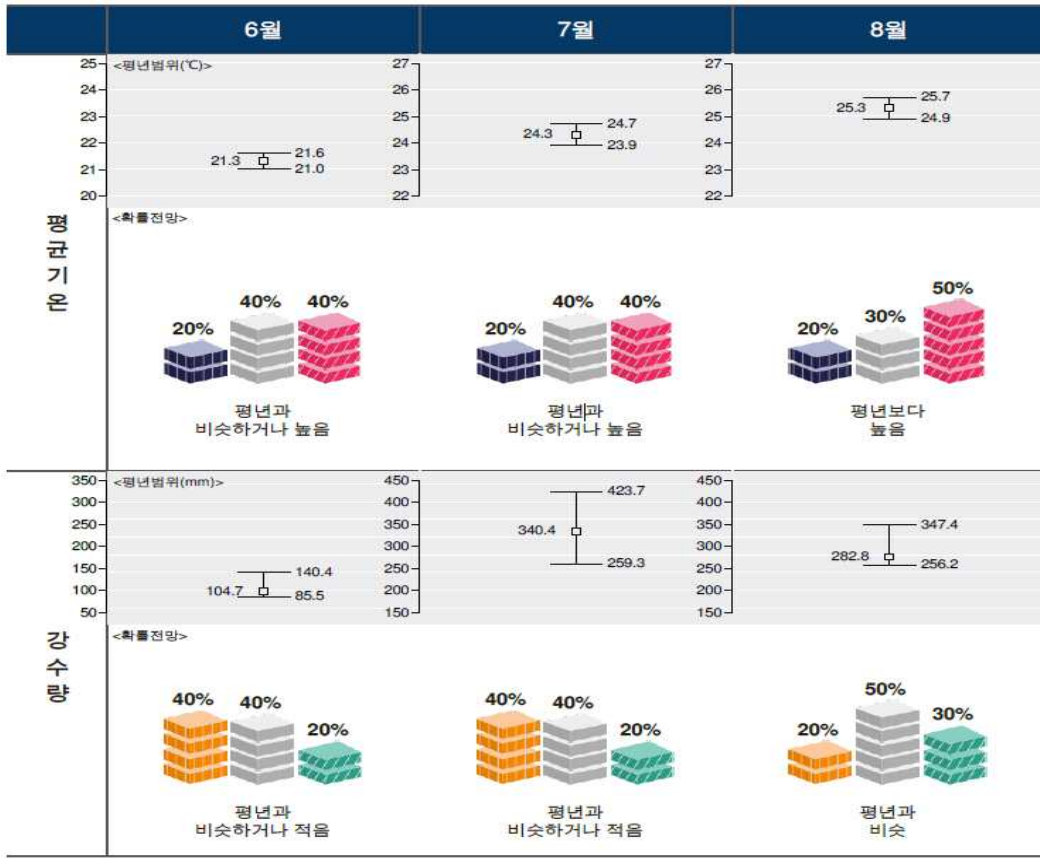 6월 7월 8월
평균기온
<평년범위(℃)>
25 24 23 22 21 20
21.3 21.6 21.0
27 26 25 24 23 22
24.3 24.7 23.9
27 26 25 24 23 22
25.3 25.7 24.9
<확률전망>
20% 40% 40%
평년과
비슷하거나 높음
20% 40% 40%
평년과
비슷하거나 높음
20% 30% 50%
평년보다
높음
강수량
<평년범위(mm)>
350 300 250 200 150 100 50
104.7 140.4 85.5
450 400 350 300 250 200 150
340.4 423.7 259.3
450 400 350 300 250 200 150
282.8 347.4 256.2
<확률전망>
40% 40% 20%
평년과
비슷하거나 적음
40% 40% 20%
평년과
비슷하거나 적음
20% 50% 30%
평년과
비슷